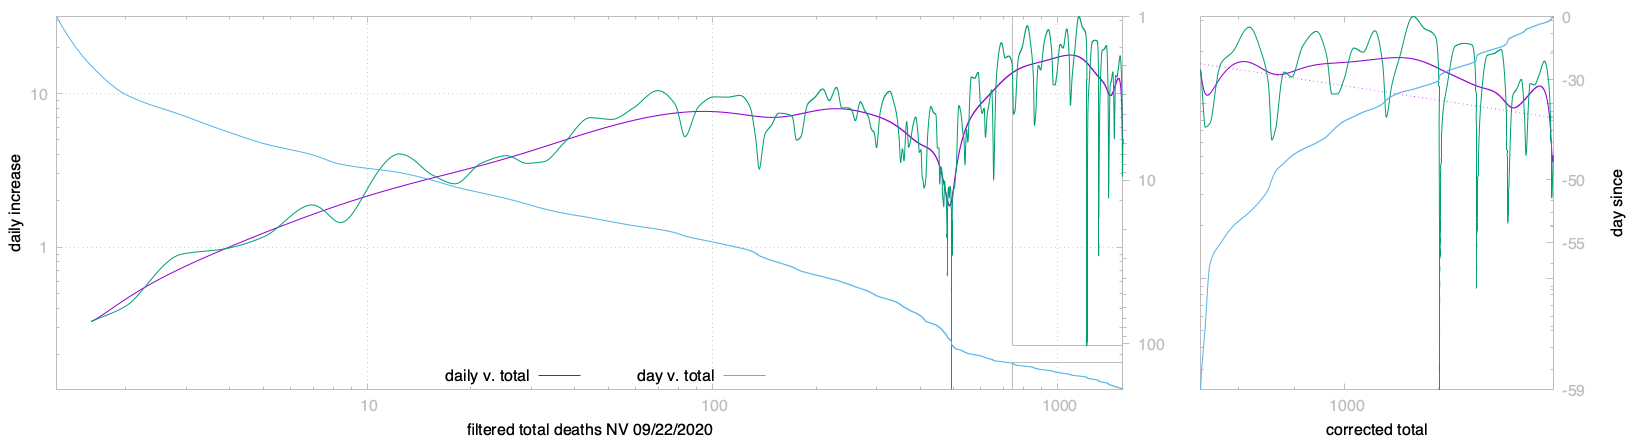 1
0
10
-30
10
-50
daily increase
day since
1
-55
100
daily v. total
day v. total
-59
10
100
1000
1000
filtered total deaths NV 09/22/2020
corrected total